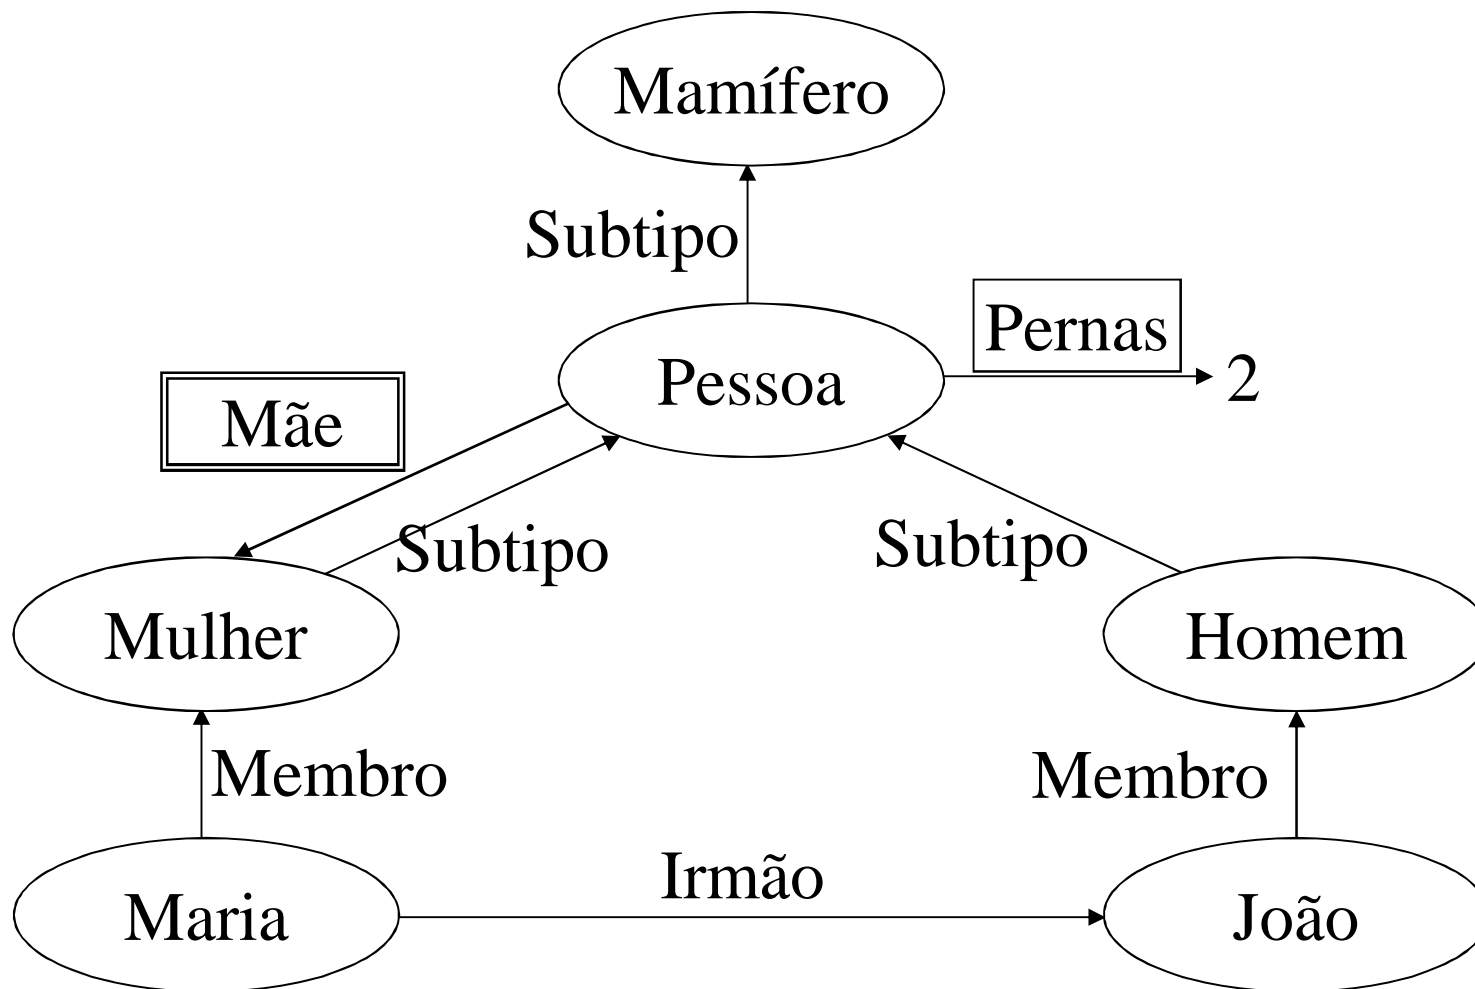 Mamífero
Subtipo
Pernas
Pessoa
2
Mãe
Subtipo
Subtipo
Mulher
Homem
Membro
Membro
Irmão
Maria
João